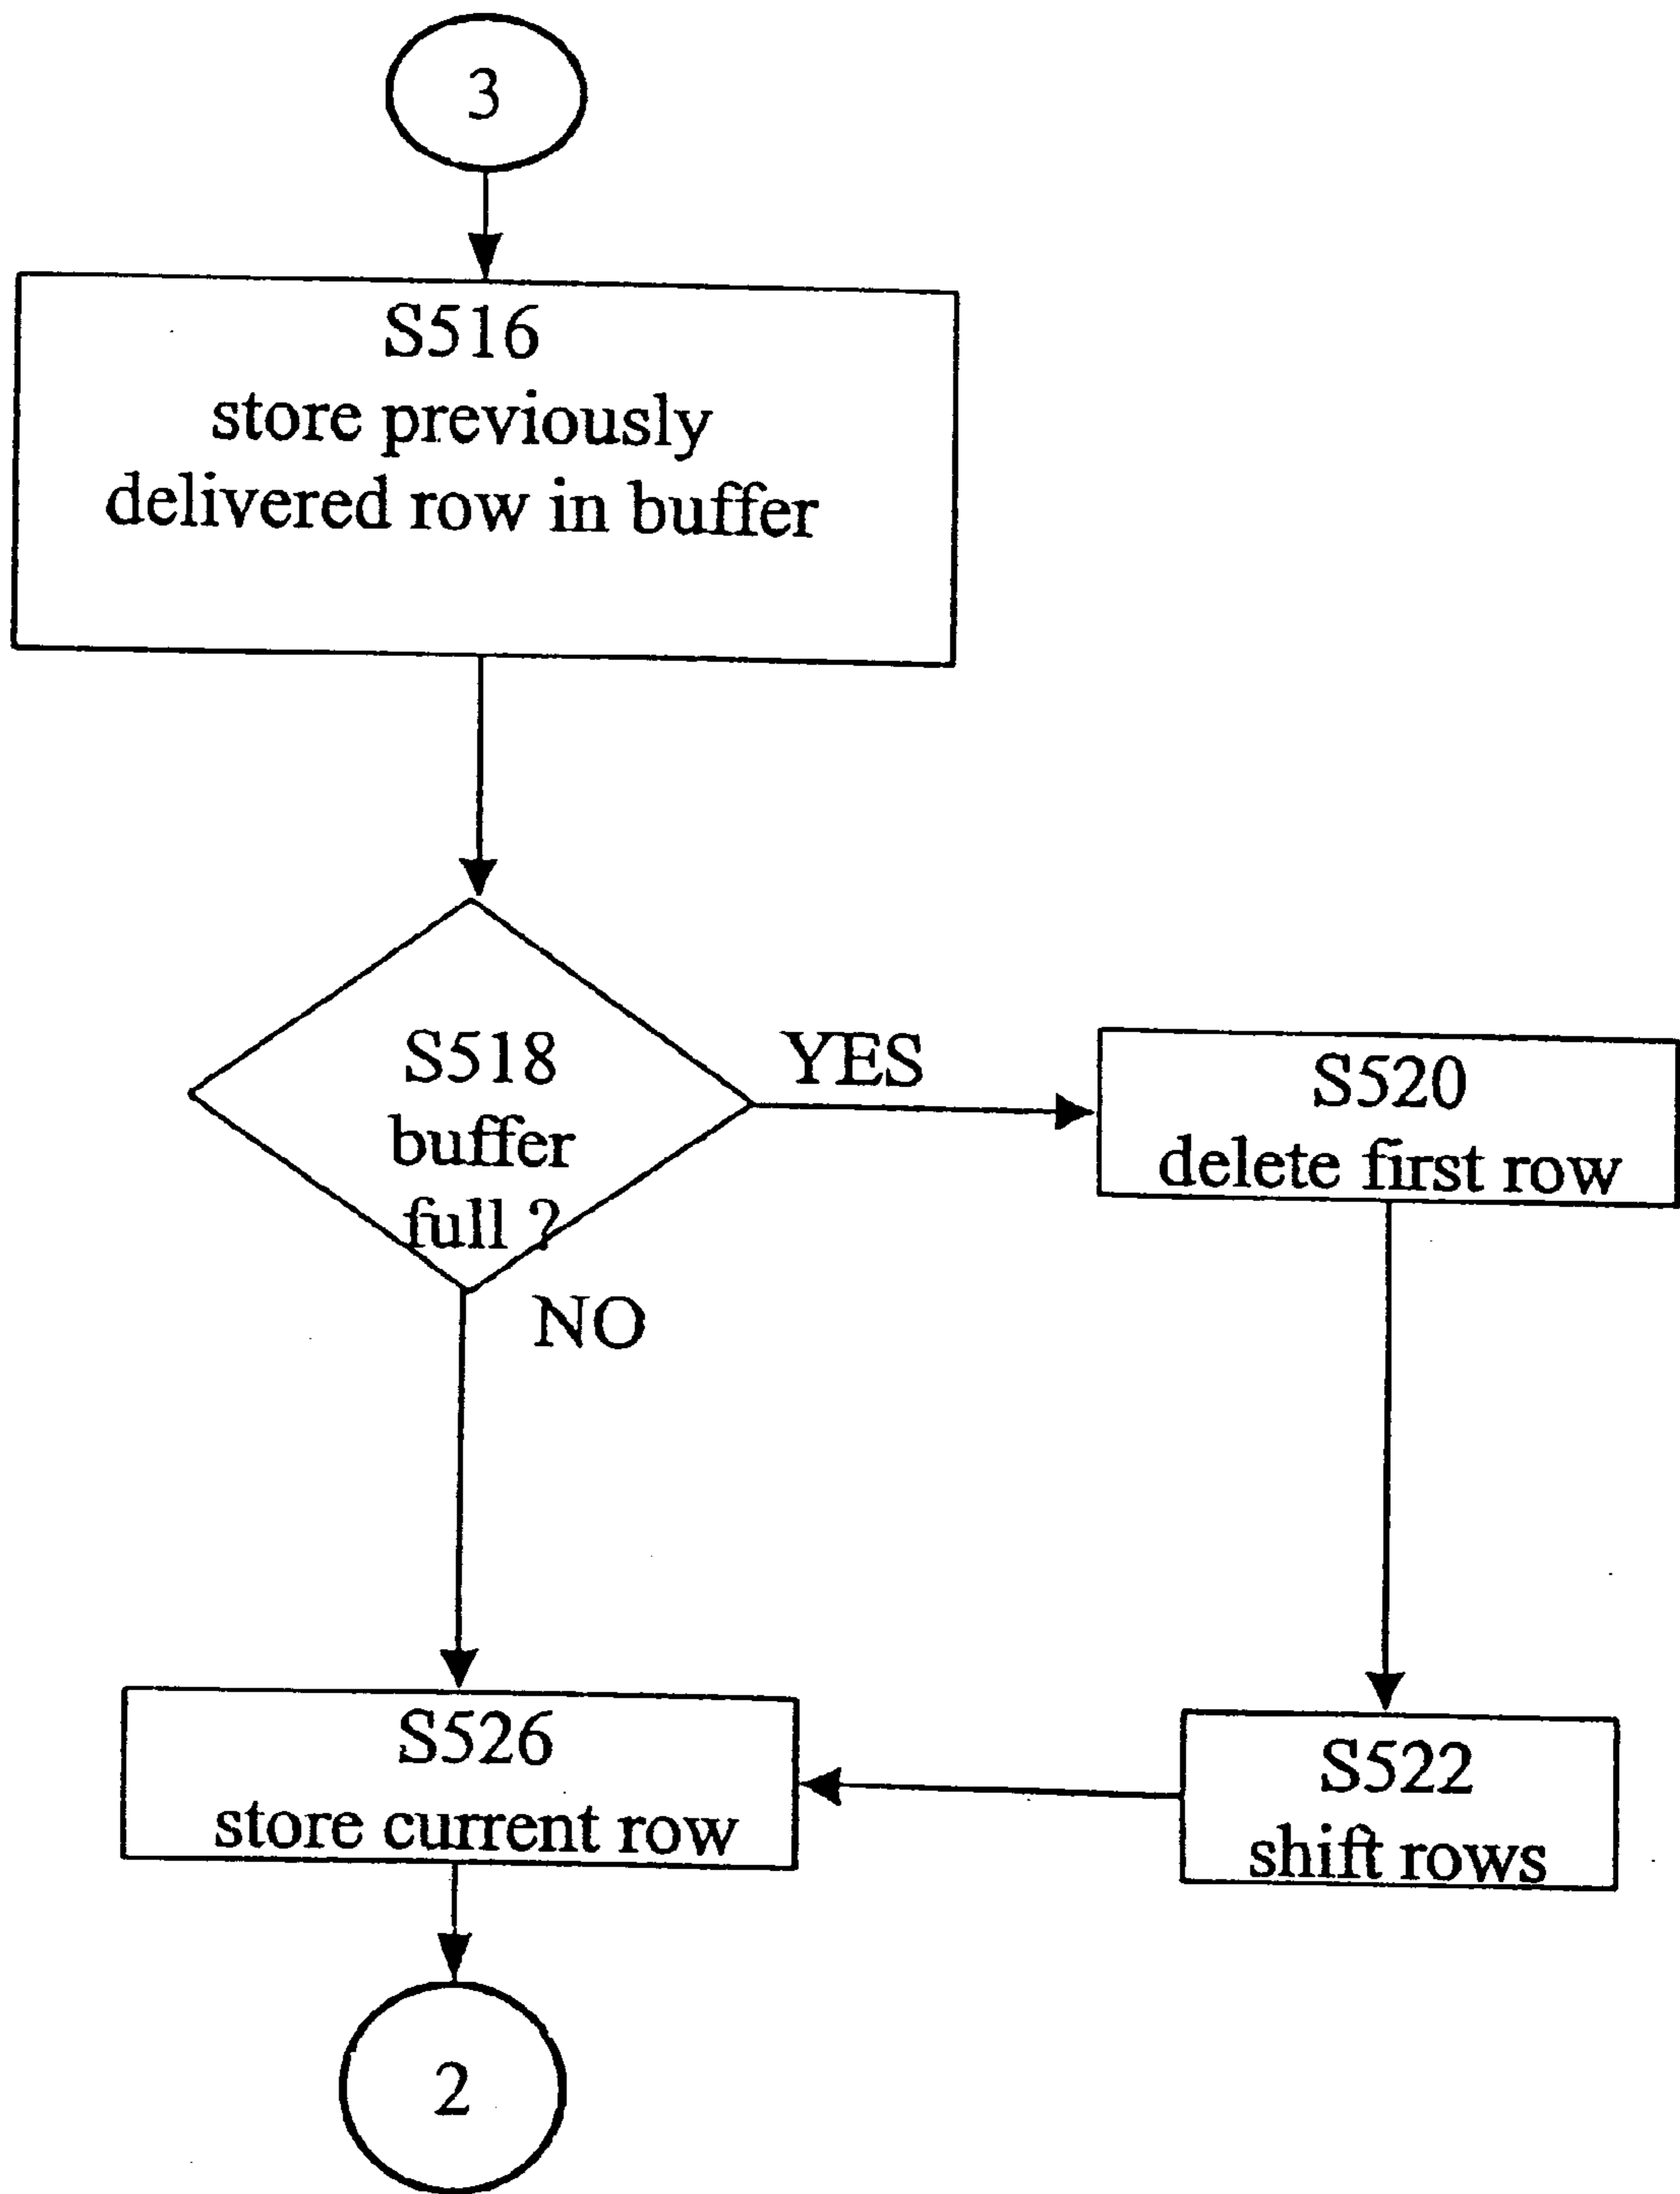 3
S516
store previously
delivered row in buffer
S518
buffer
full ?
YES
NO
S520
delete first row
S522
shift rows
S526
store current row
2